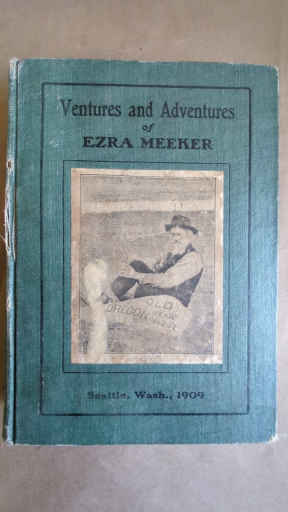 Ventures and Adventures
of
EZRA MEEKER
OLD
OREGON
Seattle, Wash., 1909